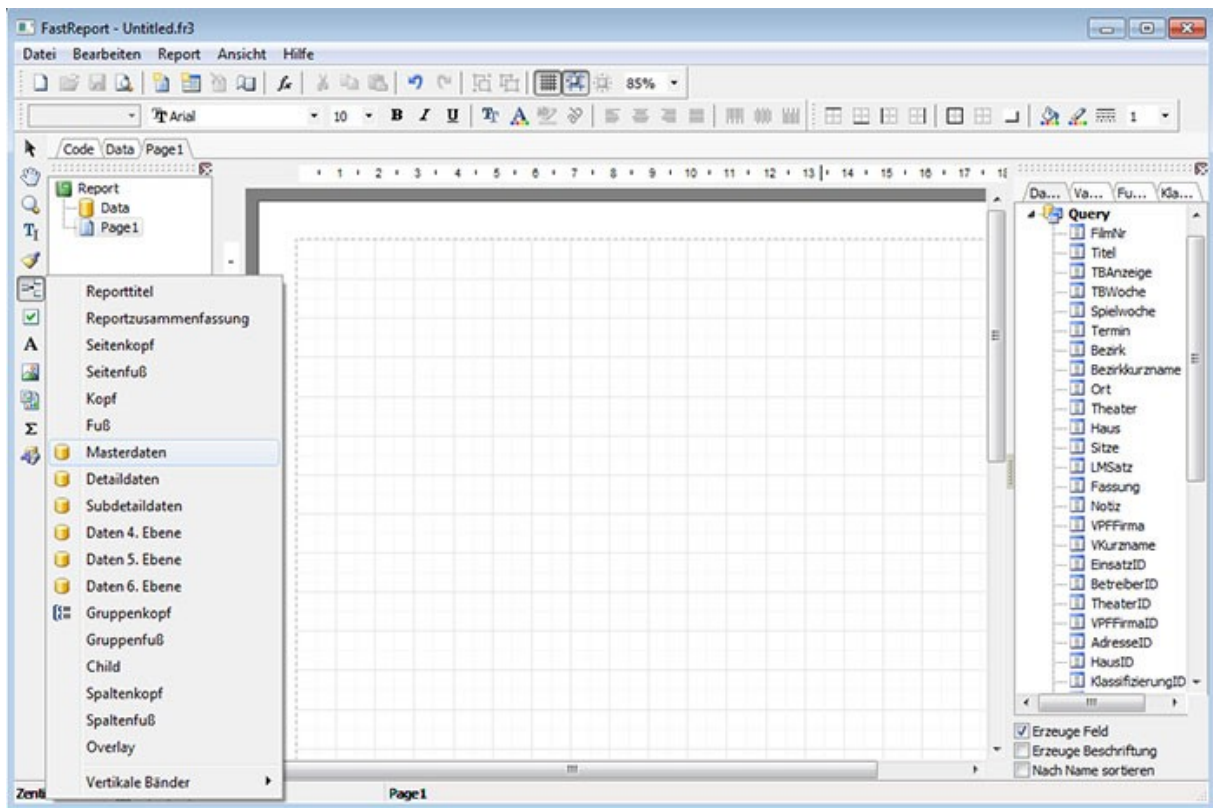 FastReport - Untitled.fr3
Datei Bearbeiten Report Ansicht Hilfe
85%
Arial 10 B I U 1
Code Data Page1
1 2 3 4 5 6 7 8 9 10 11 12 13 14 15 16 17 18
Report
Data
Page1
Reporttitel
Reportzusammenfassung
Seitenkopf
Seitenfuß
Kopf
Fuß
Masterdaten
Detaildaten
Subdetaildaten
Daten 4. Ebene
Daten 5. Ebene
Daten 6. Ebene
Gruppenkopf
Gruppenfuß
Child
Spaltenkopf
Spaltenfuß
Overlay
Vertikale Bänder
Da... Va... Fu... Kla...
Query
FilmNr
Titel
TBAnzeige
TBWoche
Spielwoche
Termin
Bezirk
Bezirkkurzname
Ort
Theater
Haus
Sitze
LMSatz
Fassung
Notiz
VPFFirma
VKurzname
EinsatzID
BetreiberID
TheaterID
VPFFirmaID
AdresseID
HausID
KlassifizierungID
Erzeuge Feld
Erzeuge Beschriftung
Nach Name sortieren
Zenti
Page1